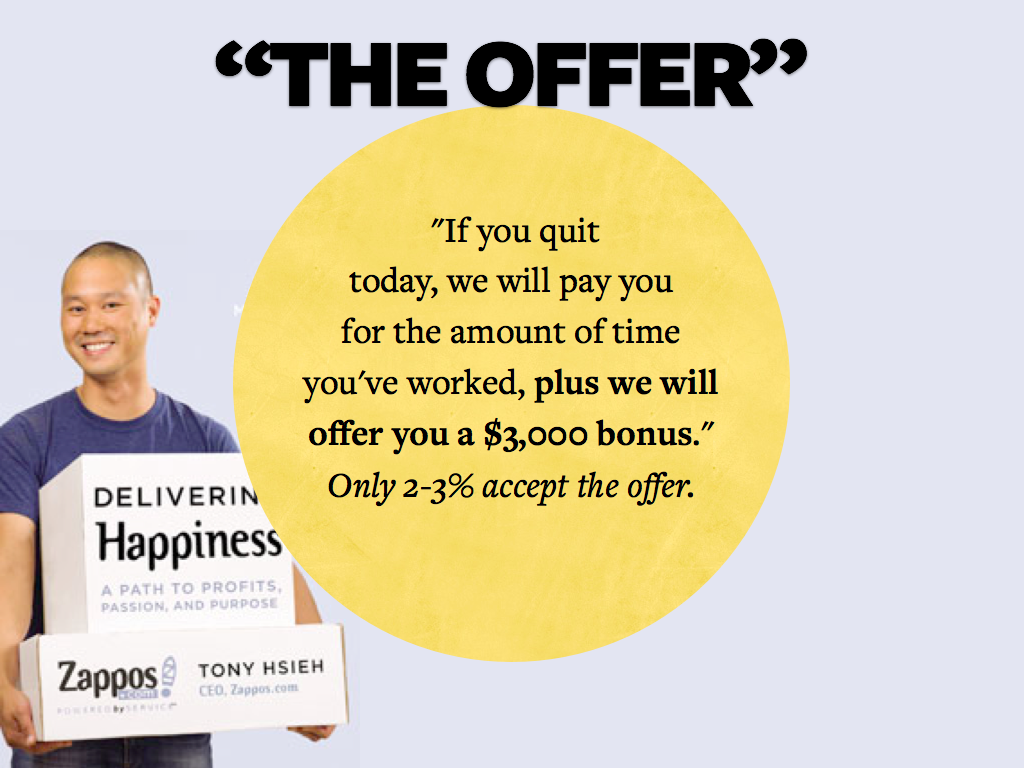 “THE OFFER”
"If you quit
today, we will pay you
for the amount of time
you've worked, plus we will
offer you a $3,000 bonus."
Only 2-3% accept the offer.
DELIVERIN
Happiness
A PATH TO PROFITS,
PASSION, AND PURPOSE
Zappos
.com
POWERED by SERVICE™
TONY HSIEH
CEO, Zappos.com